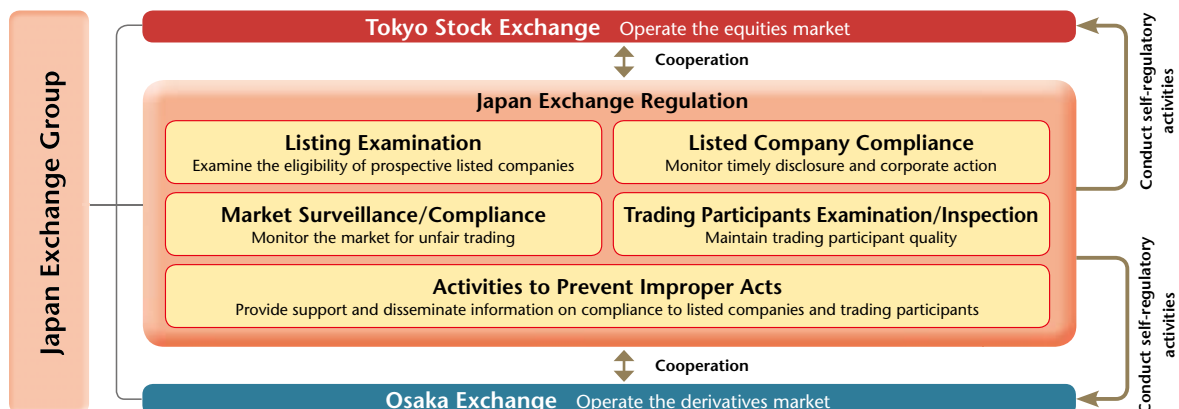 Japan Exchange Group
Tokyo Stock Exchange Operate the equities market
Cooperation
Japan Exchange Regulation
Listing Examination
Examine the eligibility of prospective listed companies
Listed Company Compliance
Monitor timely disclosure and corporate action
Market Surveillance/Compliance
Monitor the market for unfair trading
Trading Participants Examination/Inspection
Maintain trading participant quality
Activities to Prevent Improper Acts
Provide support and disseminate information on compliance to listed companies and trading participants
Cooperation
Osaka Exchange Operate the derivatives market
Conduct self-regulatory
activities
Conduct self-regulatory
activities